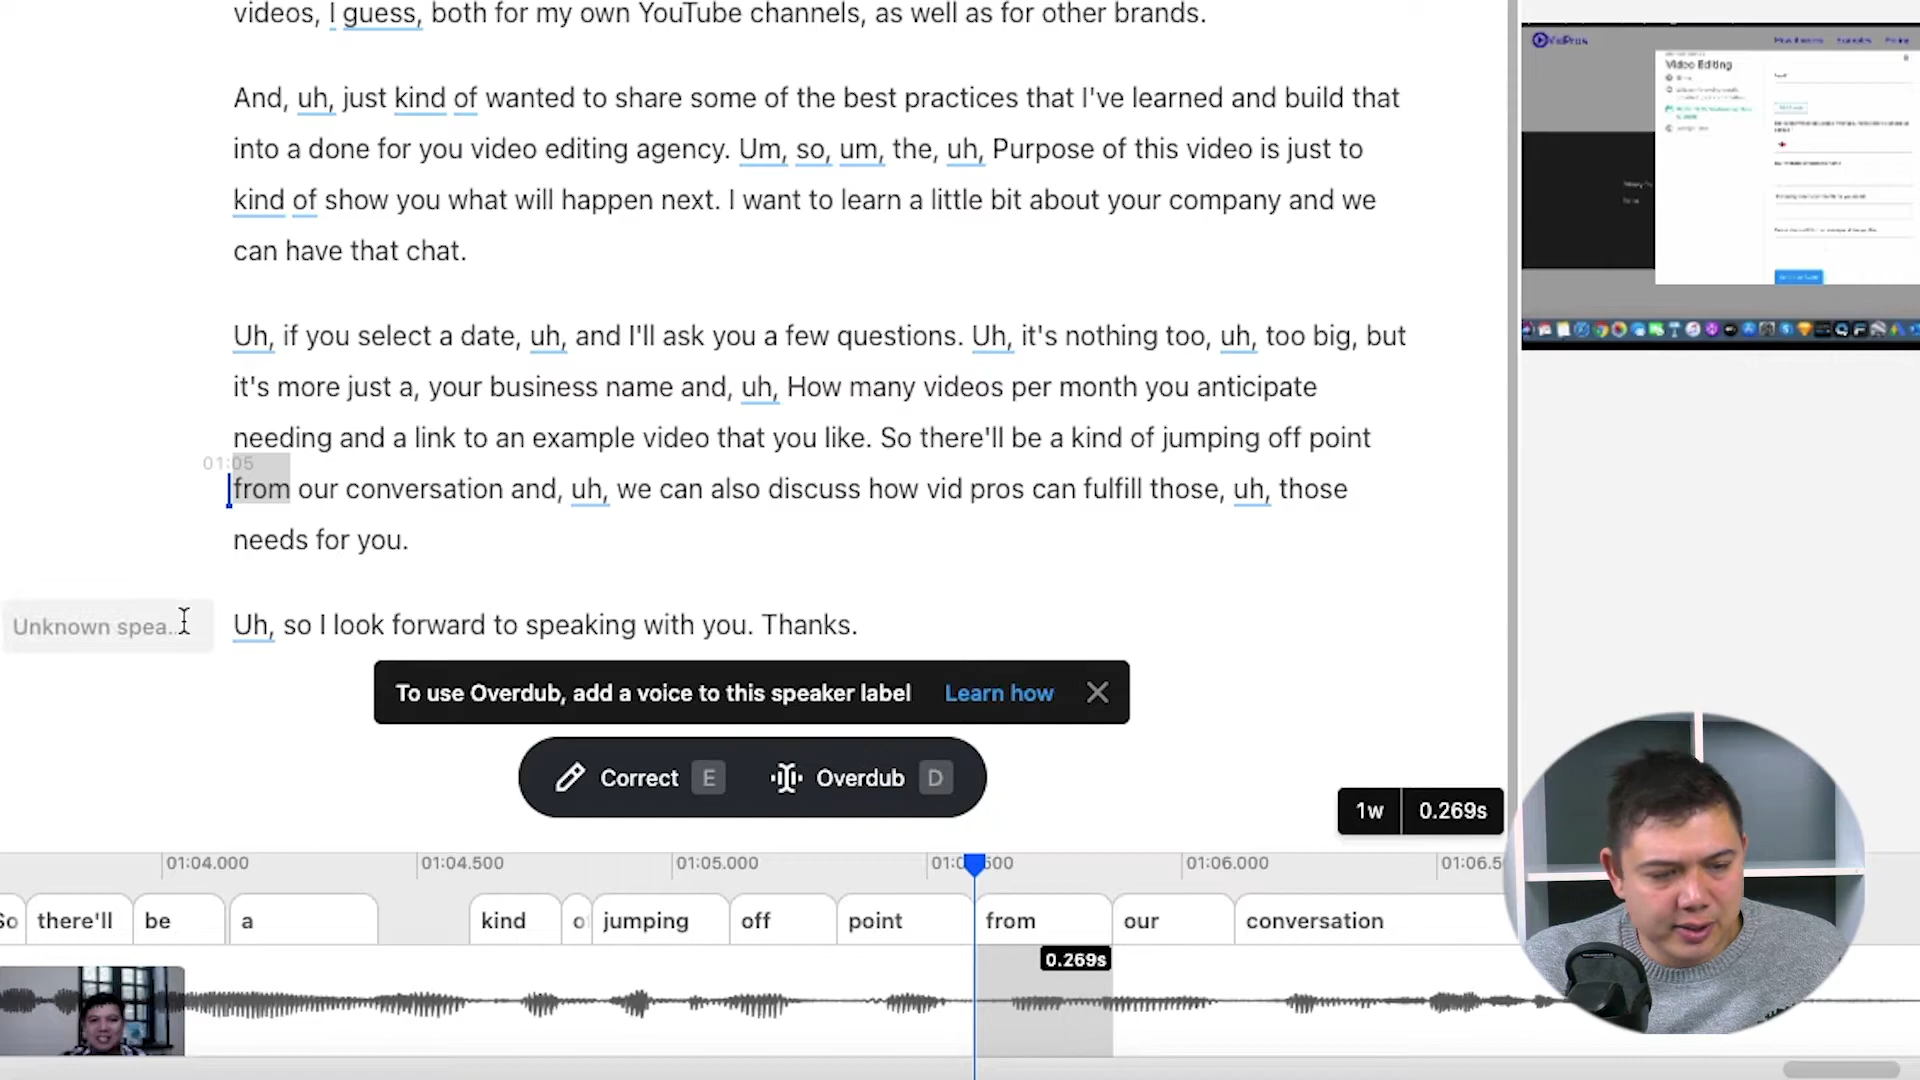 videos, I guess, both for my own YouTube channels, as well as for other brands.
And, uh, just kind of wanted to share some of the best practices that I've learned and build that
into a done for you video editing agency. Um, so, um, the, uh, Purpose of this video is just to
kind of show you what will happen next. I want to learn a little bit about your company and we
can have that chat.
Uh, if you select a date, uh, and I'll ask you a few questions. Uh, it's nothing too, uh, too big, but
it's more just a, your business name and, uh, How many videos per month you anticipate
needing and a link to an example video that you like. So there'll be a kind of jumping off point
01:05
from our conversation and, uh, we can also discuss how vid pros can fulfill those, uh, those
needs for you.
Unknown spea...
Uh, so I look forward to speaking with you. Thanks.
To use Overdub, add a voice to this speaker label Learn how
Correct E Overdub D
1w 0.269s
01:04.000 01:04.500 01:05.000 01:06.000
So there'll be a kind jumping off point from our conversation
0.269s
VidPros
Video Editing